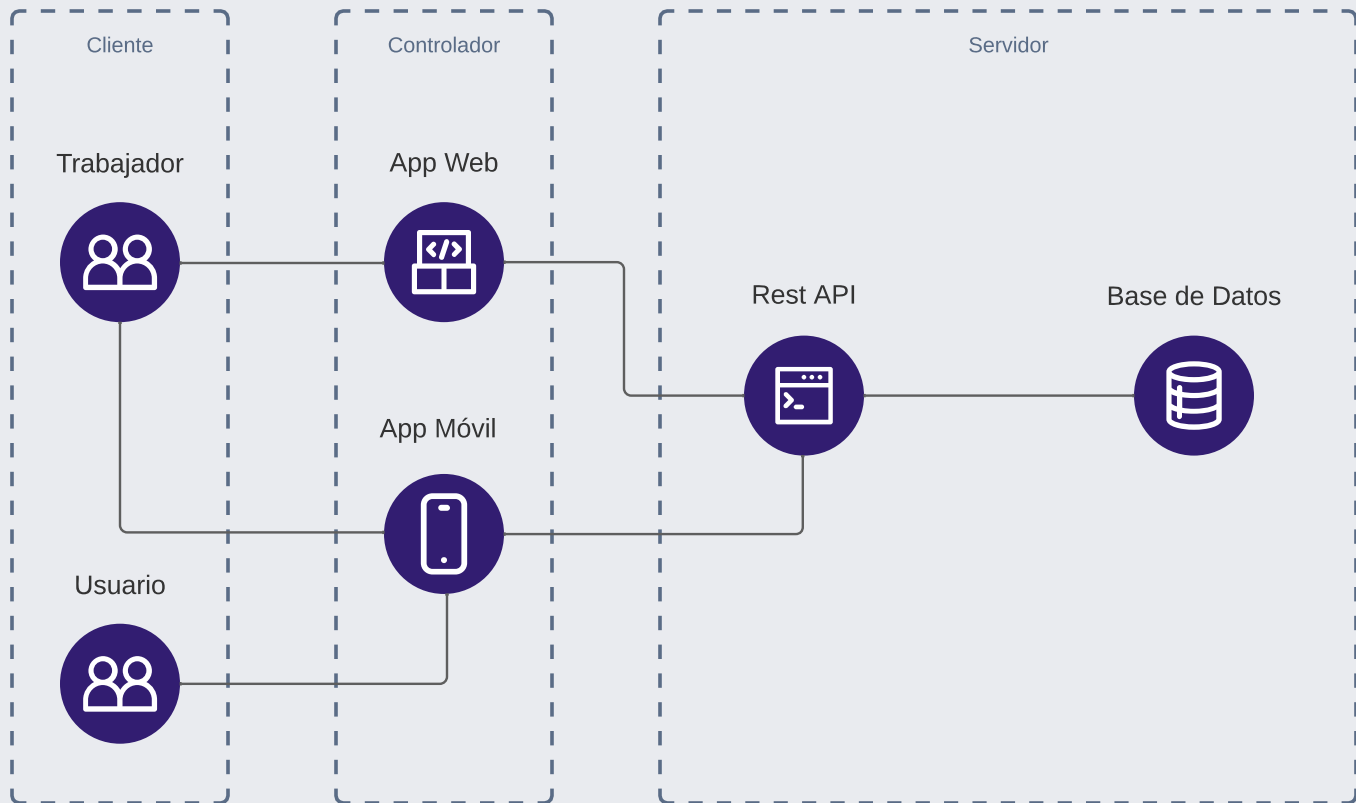 Cliente
Controlador
Servidor
Trabajador
App Web
Rest API
Base de Datos
App Móvil
Usuario